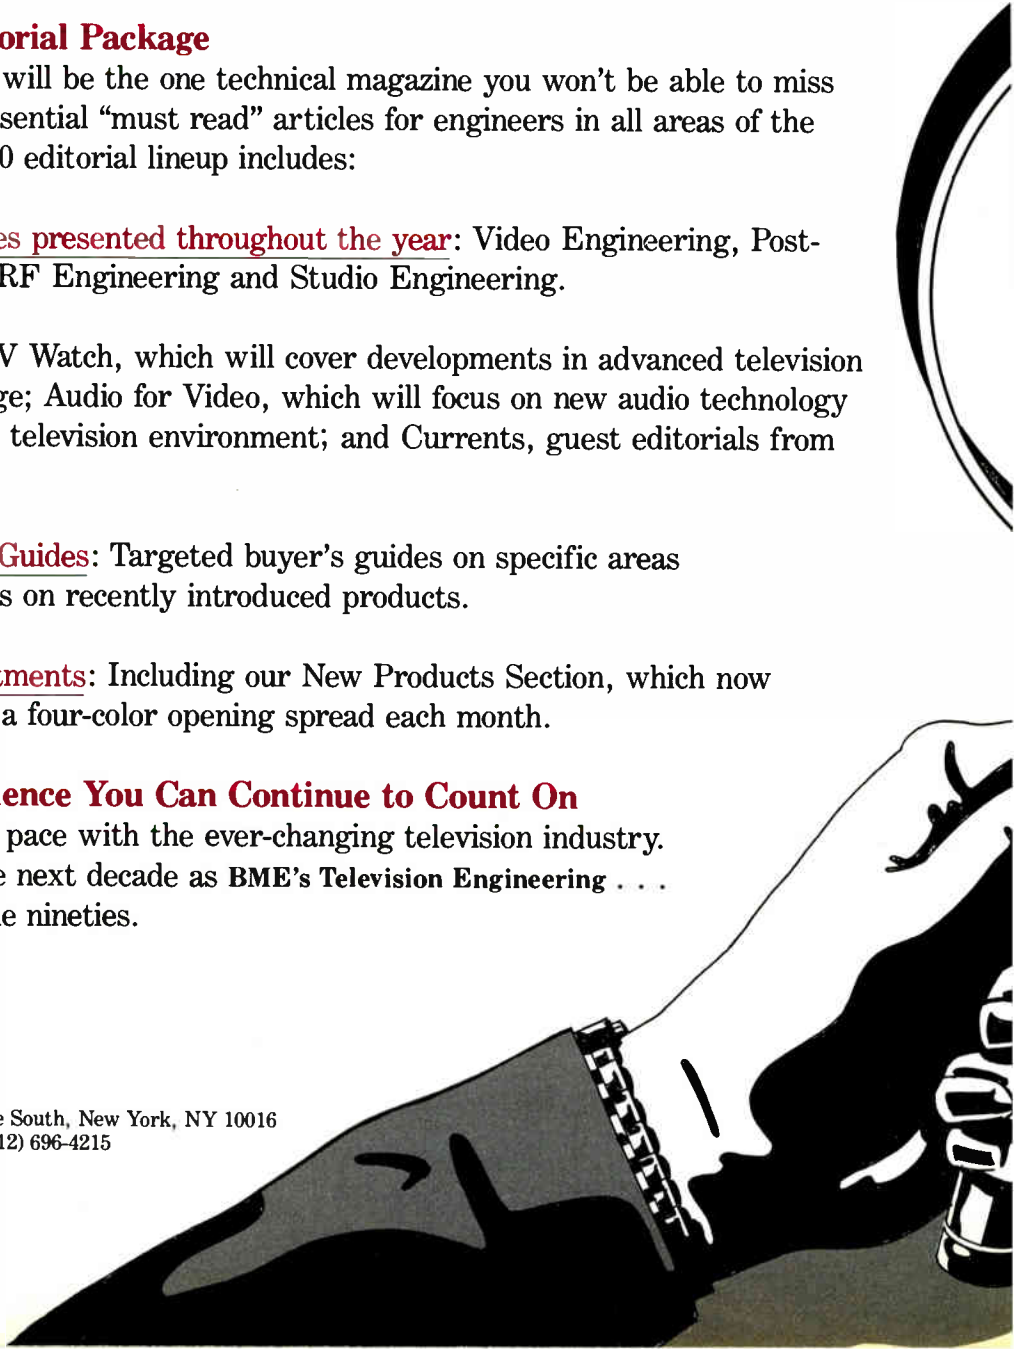 orial Package
will be the one technical magazine you won't be able to miss
sential “must read” articles for engineers in all areas of the
0 editorial lineup includes:
es presented throughout the year: Video Engineering, Post-
RF Engineering and Studio Engineering.
V Watch, which will cover developments in advanced television
ge; Audio for Video, which will focus on new audio technology
television environment; and Currents, guest editorials from
Guides: Targeted buyer's guides on specific areas
s on recently introduced products.
tments: Including our New Products Section, which now
a four-color opening spread each month.
ience You Can Continue to Count On
pace with the ever-changing television industry.
e next decade as BME's Television Engineering . . .
e nineties.
e South, New York, NY 10016
12) 696-4215